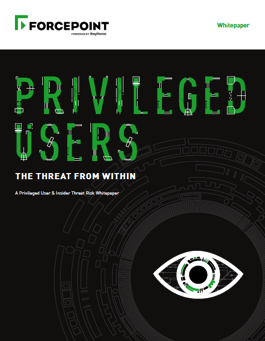 FORCEPOINT
POWERED BY Raytheon
Whitepaper
PRIVILEGED
USERS
THE THREAT FROM WITHIN
A Privileged User & Insider Threat Risk Whitepaper